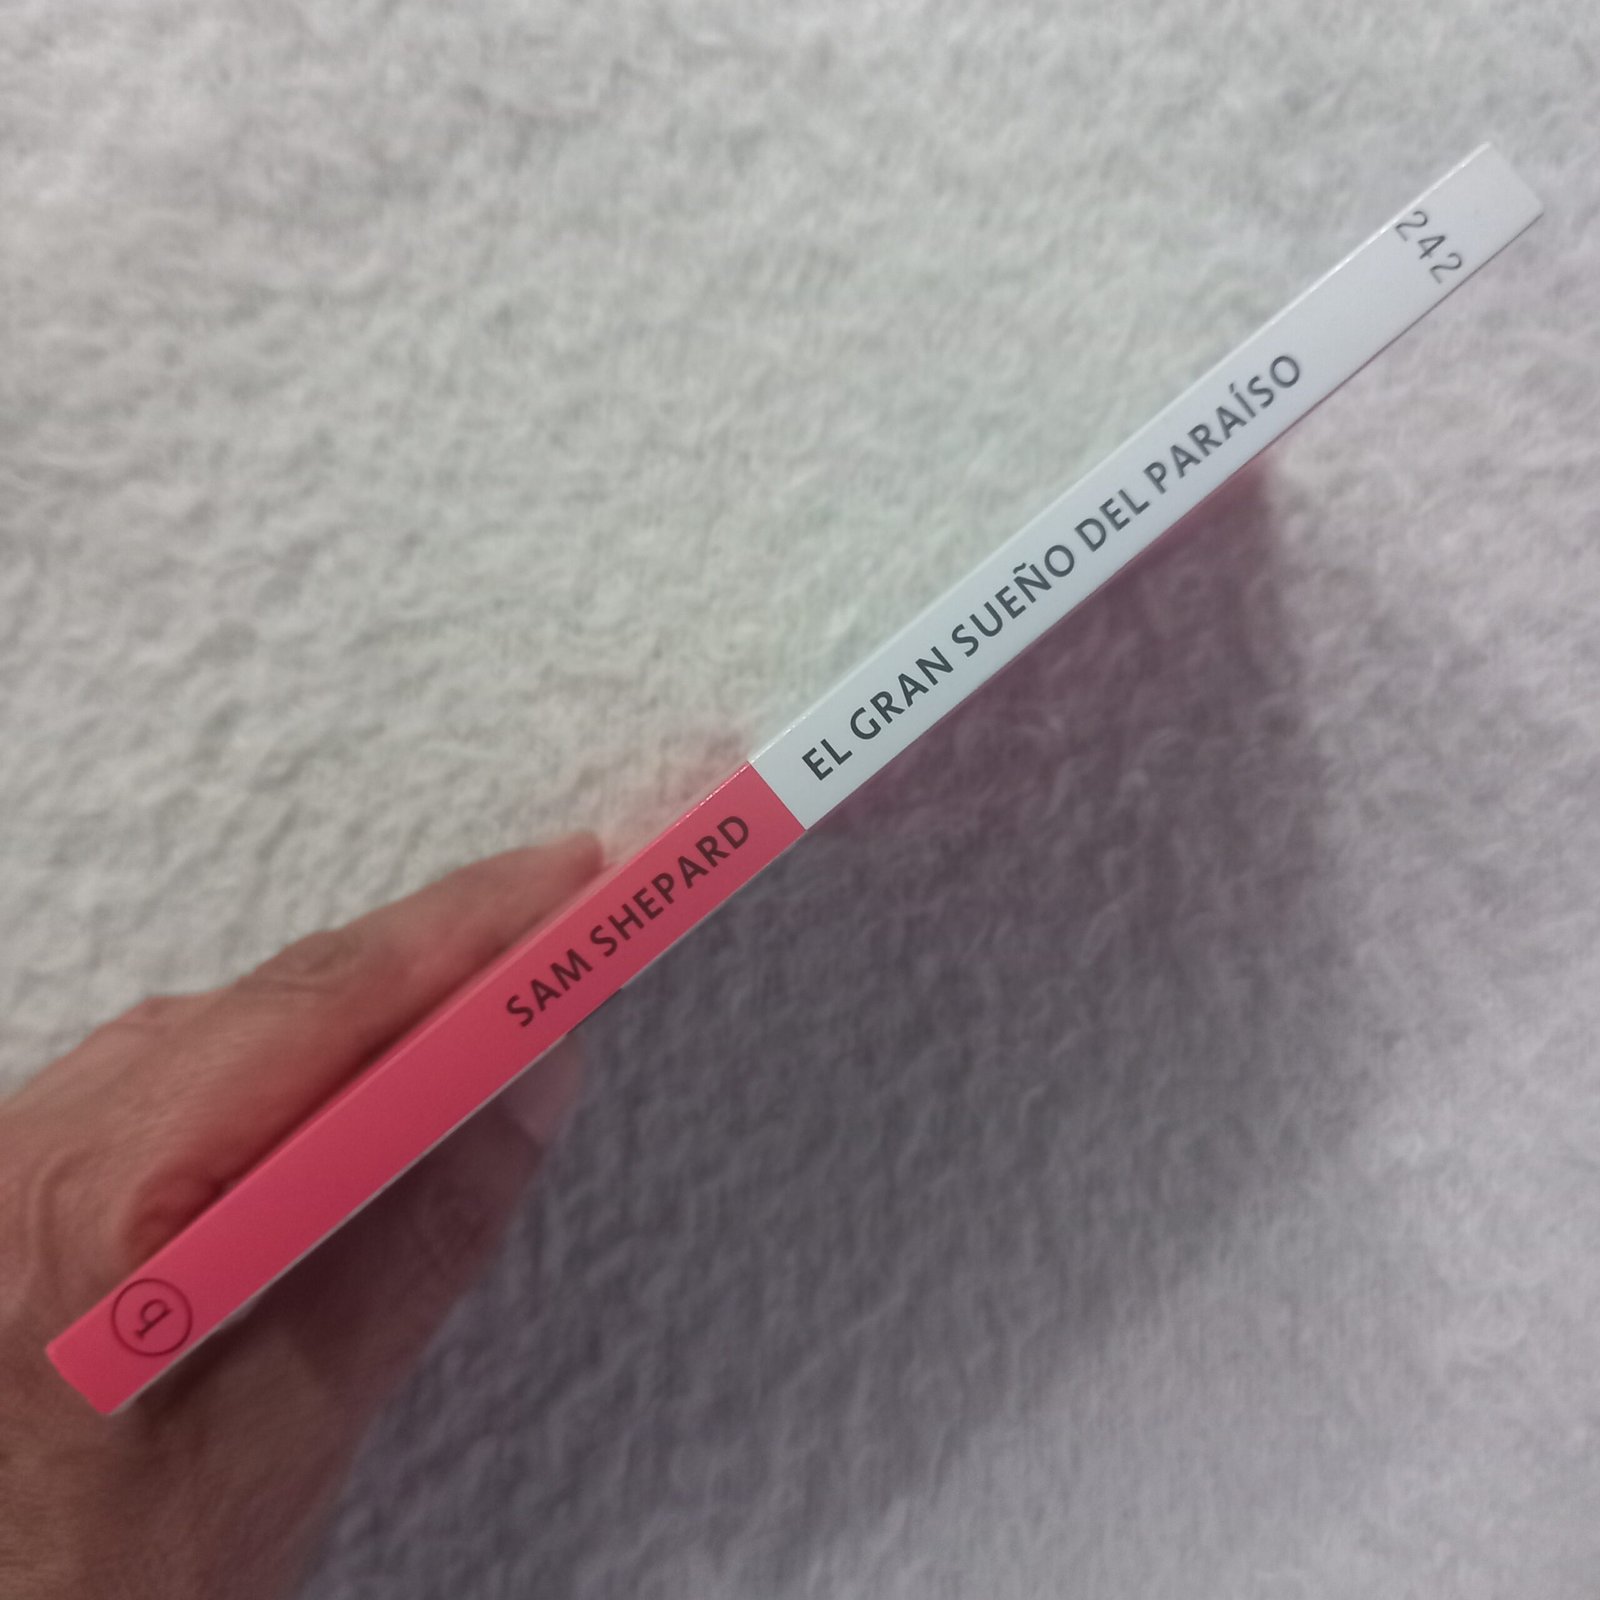 242
EL GRAN SUEÑO DEL PARAÍSO
SAM SHEPARD